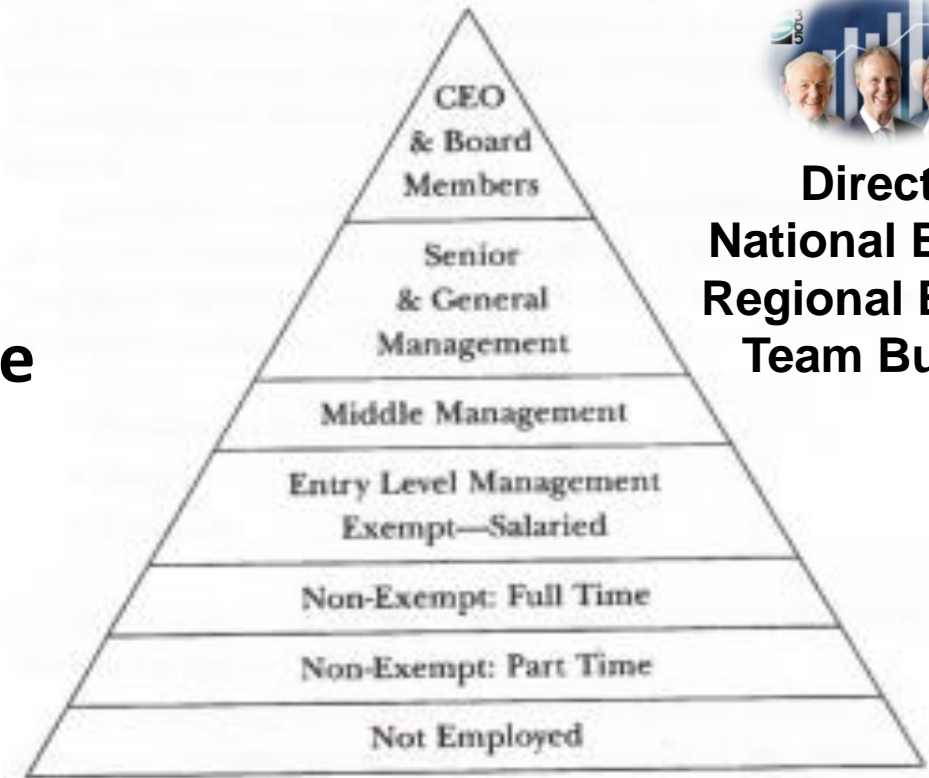 CEO
& Board
Members
Senior
& General
Management
Middle Management
Entry Level Management
Exempt—Salaried
Non-Exempt: Full Time
Non-Exempt: Part Time
Not Employed
365
Direct
National
Regional
Team Bu
e